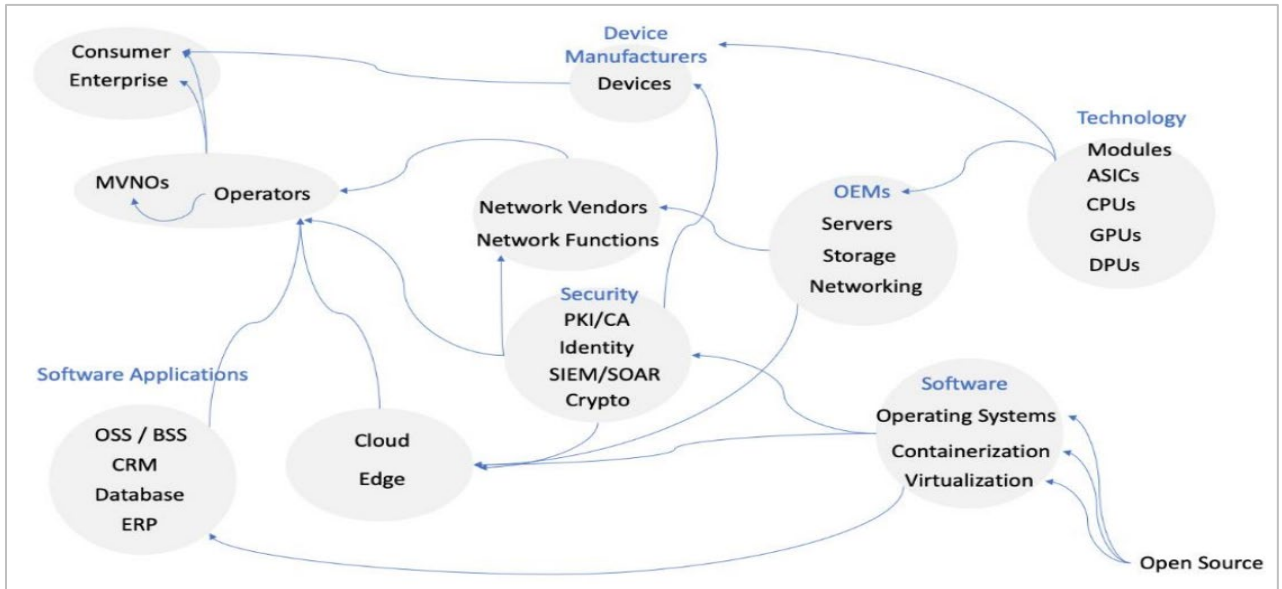 Consumer
Enterprise
Device
Manufacturers
Devices
Technology
Modules
ASICs
CPUs
GPUs
DPUs
MVNOs
Operators
Network Vendors
Network Functions
OEMs
Servers
Storage
Networking
Security
PKI/CA
Identity
SIEM/SOAR
Crypto
Software Applications
OSS / BSS
CRM
Database
ERP
Cloud
Edge
Software
Operating Systems
Containerization
Virtualization
Open Source